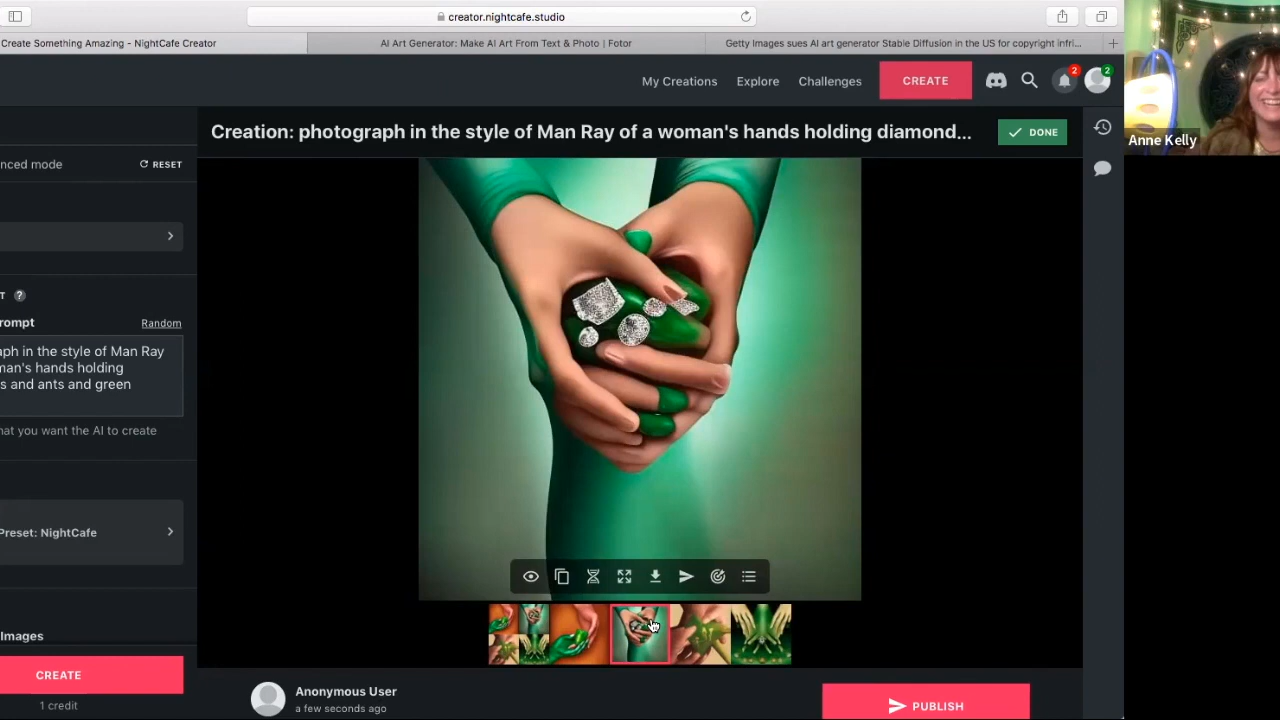 creator.nightcafe.studio
Create Something Amazing - NightCafe Creator
AI Art Generator: Make AI Art From Text & Photo | Fotor
Getty Images sues AI art generator Stable Diffusion in the US for copyright infri...
My Creations
Explore
Challenges
CREATE
2
2
Anne Kelly
Creation: photograph in the style of Man Ray of a woman's hands holding diamond...
DONE
nced mode
RESET
T
rompt
Random
aph in the style of Man Ray
man's hands holding
s and ants and green
hat you want the AI to create
Preset: NightCafe
Images
CREATE
1 credit
Anonymous User
a few seconds ago
PUBLISH